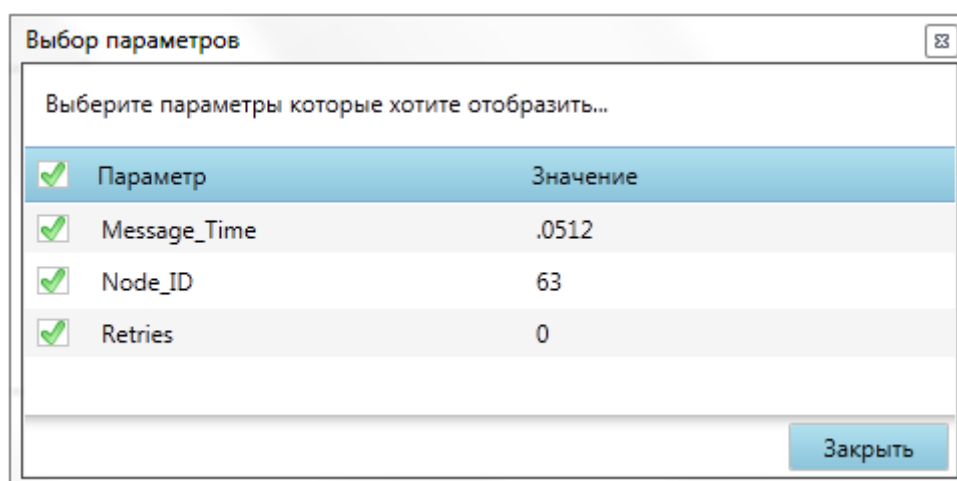 Выбор параметров
Выберите параметры которые хотите отобразить...
Параметр Значение
Message_Time .0512
Node_ID 63
Retries 0
Закрыть